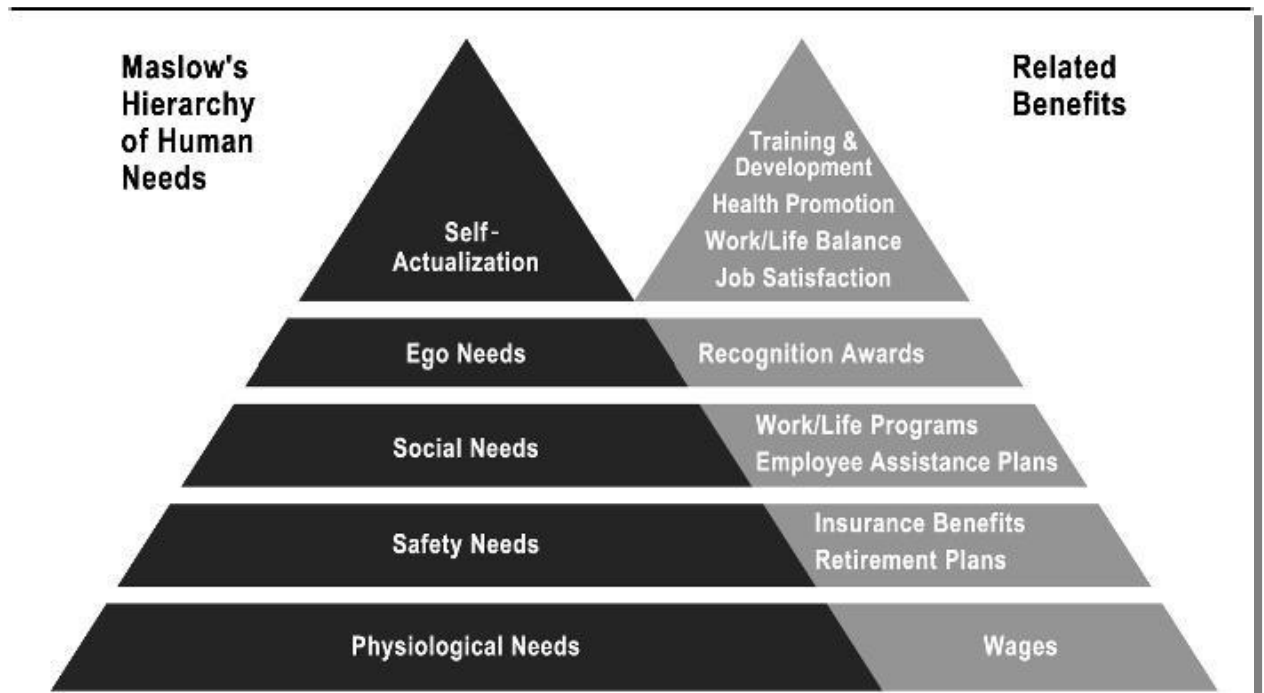 Maslow's
Hierarchy
of Human
Needs
Related
Benefits
Self-
Actualization
Training &
Development
Health Promotion
Work/Life Balance
Job Satisfaction
Ego Needs
Recognition Awards
Social Needs
Work/Life Programs
Employee Assistance Plans
Safety Needs
Insurance Benefits
Retirement Plans
Physiological Needs
Wages